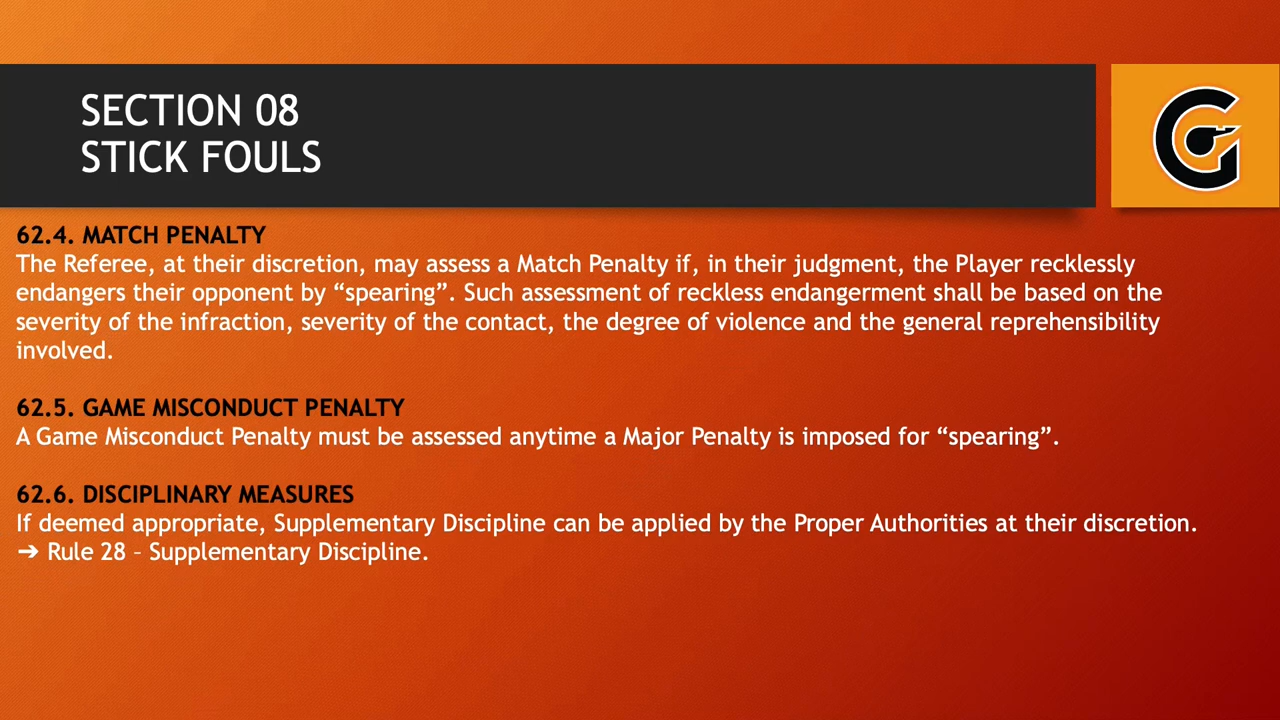 SECTION 08
STICK FOULS
62.4. MATCH PENALTY
The Referee, at their discretion, may assess a Match Penalty if, in their judgment, the Player recklessly
endangers their opponent by “spearing”. Such assessment of reckless endangerment shall be based on the
severity of the infraction, severity of the contact, the degree of violence and the general reprehensibility
involved.
62.5. GAME MISCONDUCT PENALTY
A Game Misconduct Penalty must be assessed anytime a Major Penalty is imposed for “spearing”.
62.6. DISCIPLINARY MEASURES
If deemed appropriate, Supplementary Discipline can be applied by the Proper Authorities at their discretion.
➔ Rule 28 – Supplementary Discipline.